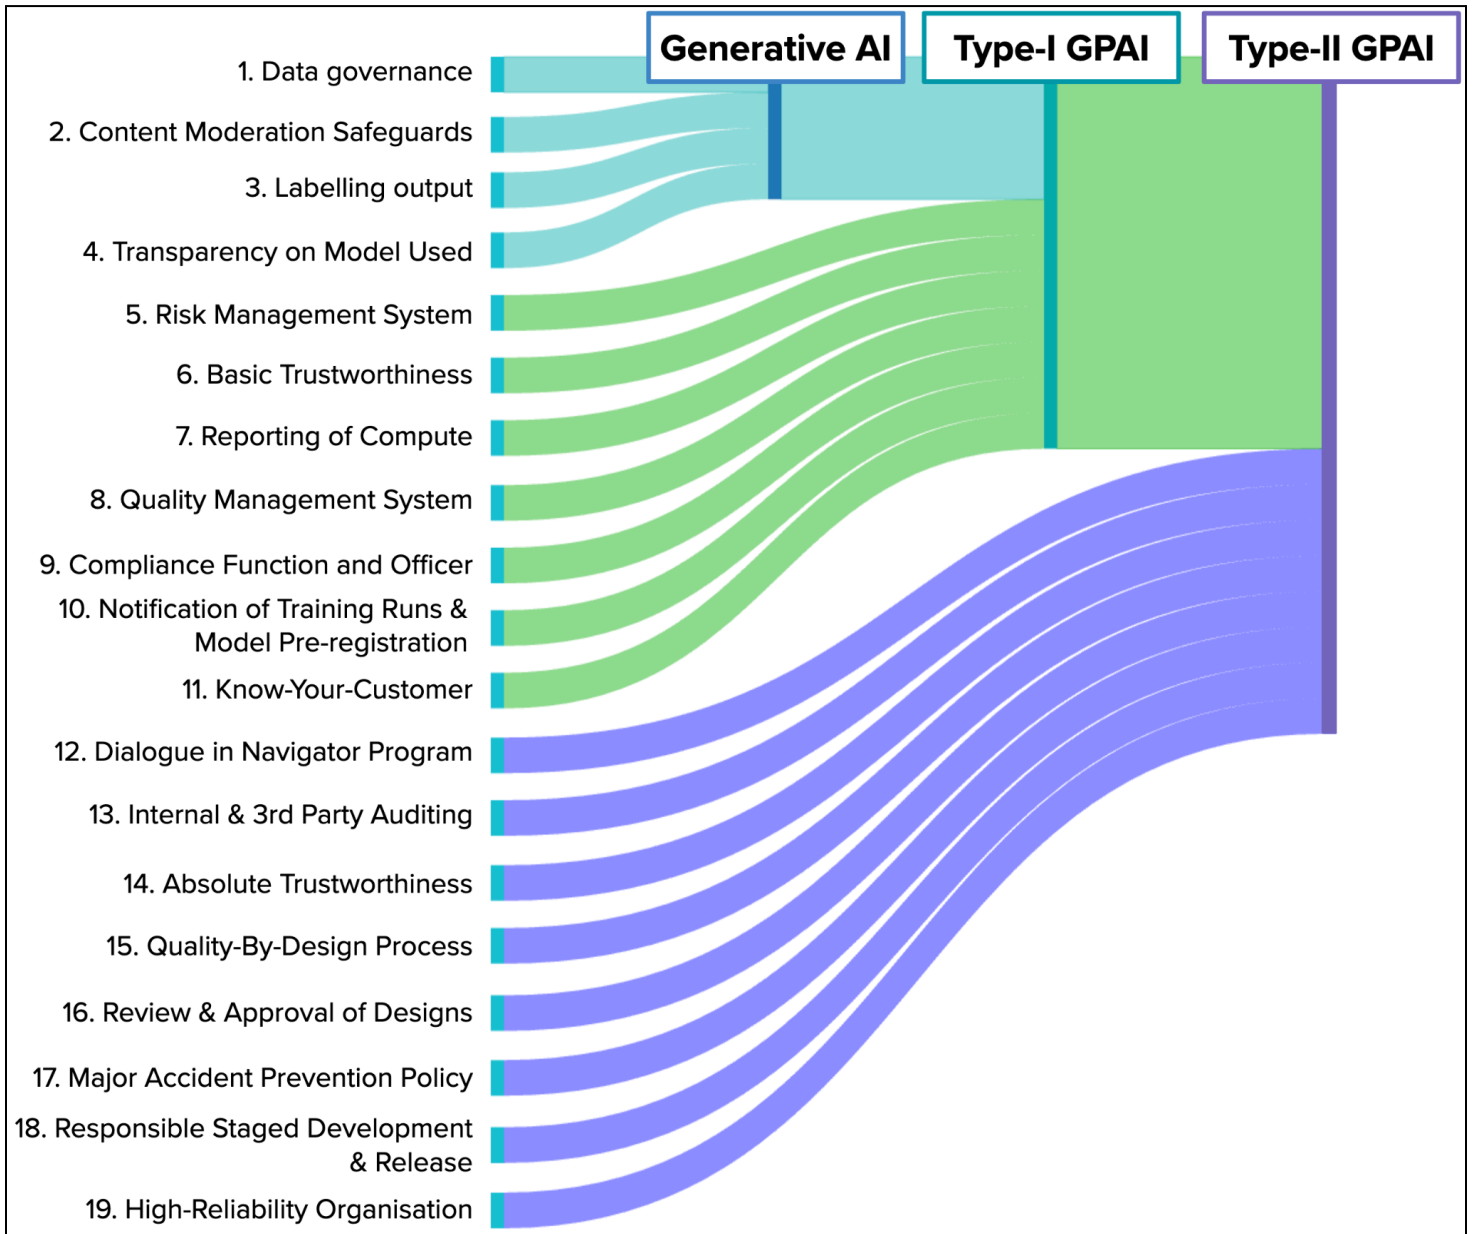 Generative AI
Type-I GPAI
Type-II GPAI
1. Data governance
2. Content Moderation Safeguards
3. Labelling output
4. Transparency on Model Used
5. Risk Management System
6. Basic Trustworthiness
7. Reporting of Compute
8. Quality Management System
9. Compliance Function and Officer
10. Notification of Training Runs &
Model Pre-registration
11. Know-Your-Customer
12. Dialogue in Navigator Program
13. Internal & 3rd Party Auditing
14. Absolute Trustworthiness
15. Quality-By-Design Process
16. Review & Approval of Designs
17. Major Accident Prevention Policy
18. Responsible Staged Development
& Release
19. High-Reliability Organisation